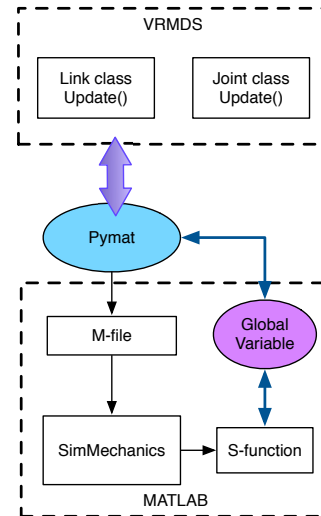 VRMDS
Link class
Update()
Joint class
Update()
Pymat
M-file
Global
Variable
SimMechanics
S-function
MATLAB